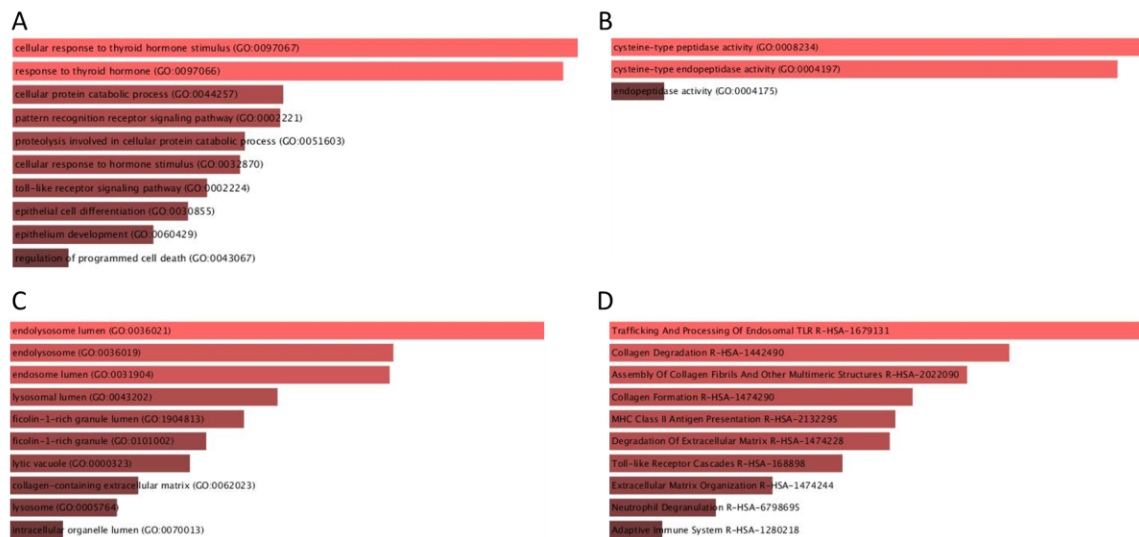 A
cellular response to thyroid hormone stimulus (GO:0097067)
response to thyroid hormone (GO:0097066)
cellular protein catabolic process (GO:0044257)
pattern recognition receptor signaling pathway (GO:0002221)
proteolysis involved in cellular protein catabolic process (GO:0051603)
cellular response to hormone stimulus (GO:0032870)
toll-like receptor signaling pathway (GO:0002224)
epithelial cell differentiation (GO:0030855)
epithelium development (GO:0060429)
regulation of programmed cell death (GO:0043067)
B
cysteine-type peptidase activity (GO:0008234)
cysteine-type endopeptidase activity (GO:0004197)
endopeptidase activity (GO:0004175)
C
endolysosome lumen (GO:0036021)
endolysosome (GO:0036019)
endosome lumen (GO:0031904)
lysosomal lumen (GO:0043202)
ficolin-1-rich granule lumen (GO:1904813)
ficolin-1-rich granule (GO:0101002)
lytic vacuole (GO:0000323)
collagen-containing extracellular matrix (GO:0062023)
lysosome (GO:0005764)
intracellular organelle lumen (GO:0070013)
D
Trafficking And Processing Of Endosomal TLR R-HSA-1679131
Collagen Degradation R-HSA-1442490
Assembly Of Collagen Fibrils And Other Multimeric Structures R-HSA-2022090
Collagen Formation R-HSA-1474290
MHC Class II Antigen Presentation R-HSA-2132295
Degradation Of Extracellular Matrix R-HSA-1474228
Toll-like Receptor Cascades R-HSA-168898
Extracellular Matrix Organization R-HSA-1474244
Neutrophil Degranulation R-HSA-6798695
Adaptive Immune System R-HSA-1280218